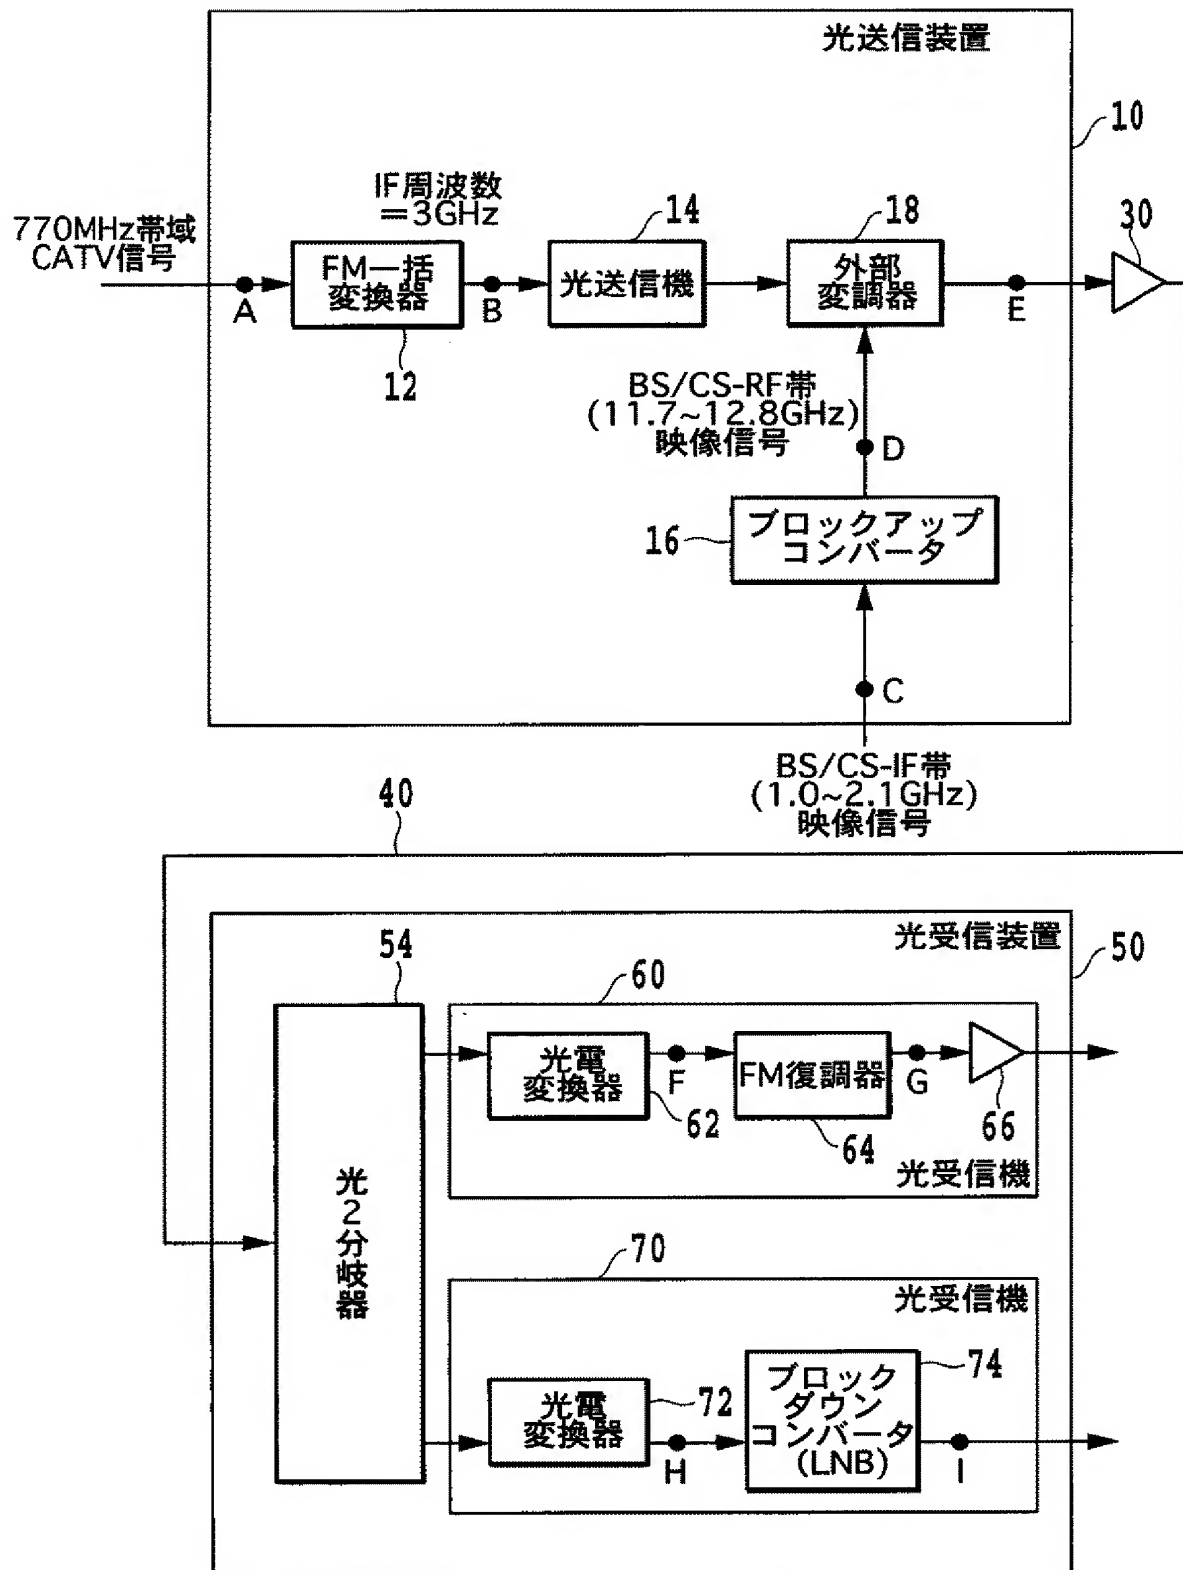 光送信装置
10
IF周波数
=3GHz
14
18
30
770MHz帯域
CATV信号
FM一括
変換器
光送信機
外部
変調器
A
B
E
12
BS/CS-RF帯
(11.7~12.8GHz)
映像信号
D
16
ブロックアップ
コンバータ
C
BS/CS-IF帯
(1.0~2.1GHz)
映像信号
40
光受信装置
50
54
60
光電
変換器
F
FM復調器
G
62
64
66
光受信機
光
2
分
岐
器
70
光受信機
光電
変換器
72
ブロック
ダウン
コンバータ
(LNB)
74
H
I